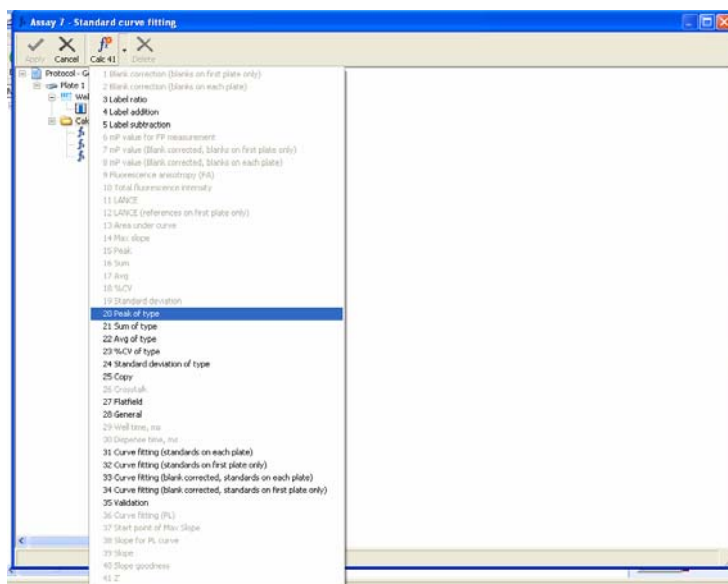 Assay 7 - Standard curve fitting
Apply Cancel Calc 41 Delete
Protocol - G
Plate 1
Wel
Calc
1 Blank correction (blanks on first plate only)
2 Blank correction (blanks on each plate)
3 Label ratio
4 Label addition
5 Label subtraction
6 mP value for FP measurement
7 mP value (Blank corrected, blanks on first plate only)
8 mP value (Blank corrected, blanks on each plate)
9 Fluorescence anisotropy (FA)
10 Total fluorescence intensity
11 LANCE
12 LANCE (references on first plate only)
13 Area under curve
14 Max slope
15 Peak
16 Sum
17 Avg
18 %CV
19 Standard deviation
20 Peak of type
21 Sum of type
22 Avg of type
23 %CV of type
24 Standard deviation of type
25 Copy
26 Crosstalk
27 Flatfield
28 General
29 Well time, ms
30 Dispense time, ms
31 Curve fitting (standards on each plate)
32 Curve fitting (standards on first plate only)
33 Curve fitting (blank corrected, standards on each plate)
34 Curve fitting (blank corrected, standards on first plate only)
35 Validation
36 Curve fitting (PL)
37 Start point of Max Slope
38 Slope for PL curve
39 Slope
40 Slope goodness
41 Z'